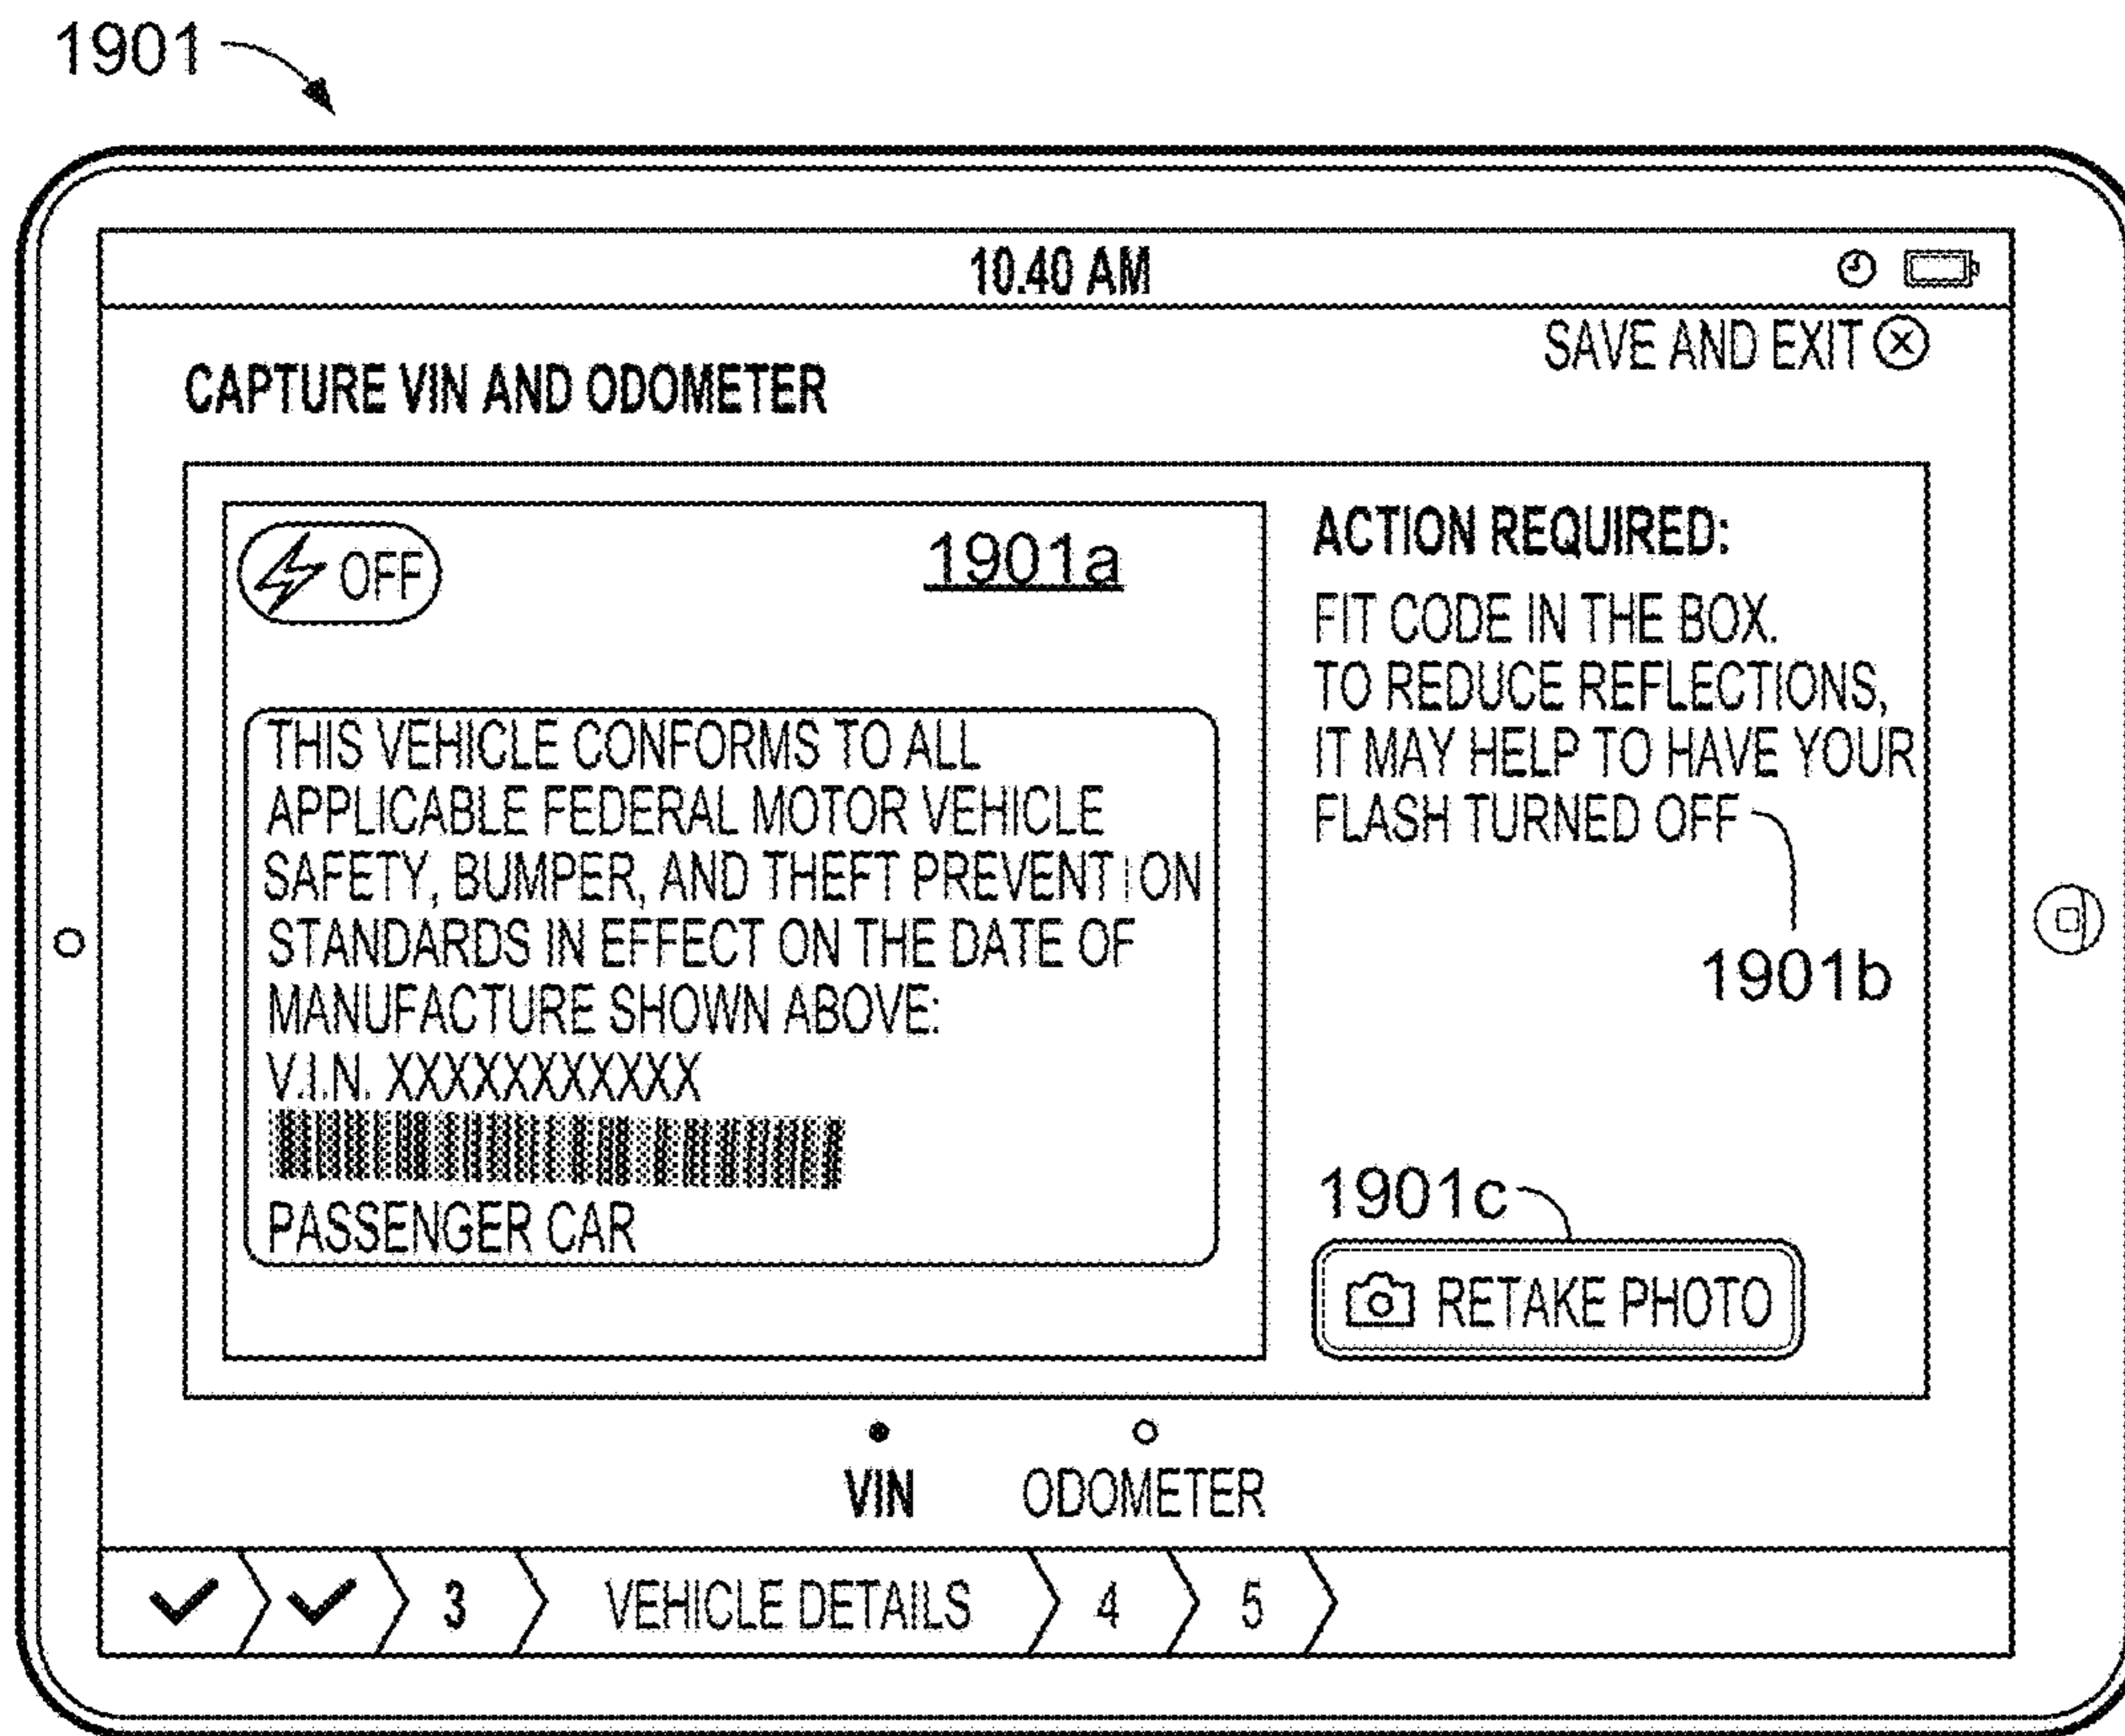 1901
10.40 AM
SAVE AND EXIT
CAPTURE VIN AND ODOMETER
OFF
1901a
THIS VEHICLE CONFORMS TO ALL
APPLICABLE FEDERAL MOTOR VEHICLE
SAFETY, BUMPER, AND THEFT PREVENTION
STANDARDS IN EFFECT ON THE DATE OF
MANUFACTURE SHOWN ABOVE:
V.I.N. XXXXXXXXXXX
PASSENGER CAR
ACTION REQUIRED:
FIT CODE IN THE BOX.
TO REDUCE REFLECTIONS,
IT MAY HELP TO HAVE YOUR
FLASH TURNED OFF
1901b
1901c
RETAKE PHOTO
VIN ODOMETER
3 VEHICLE DETAILS 4 5